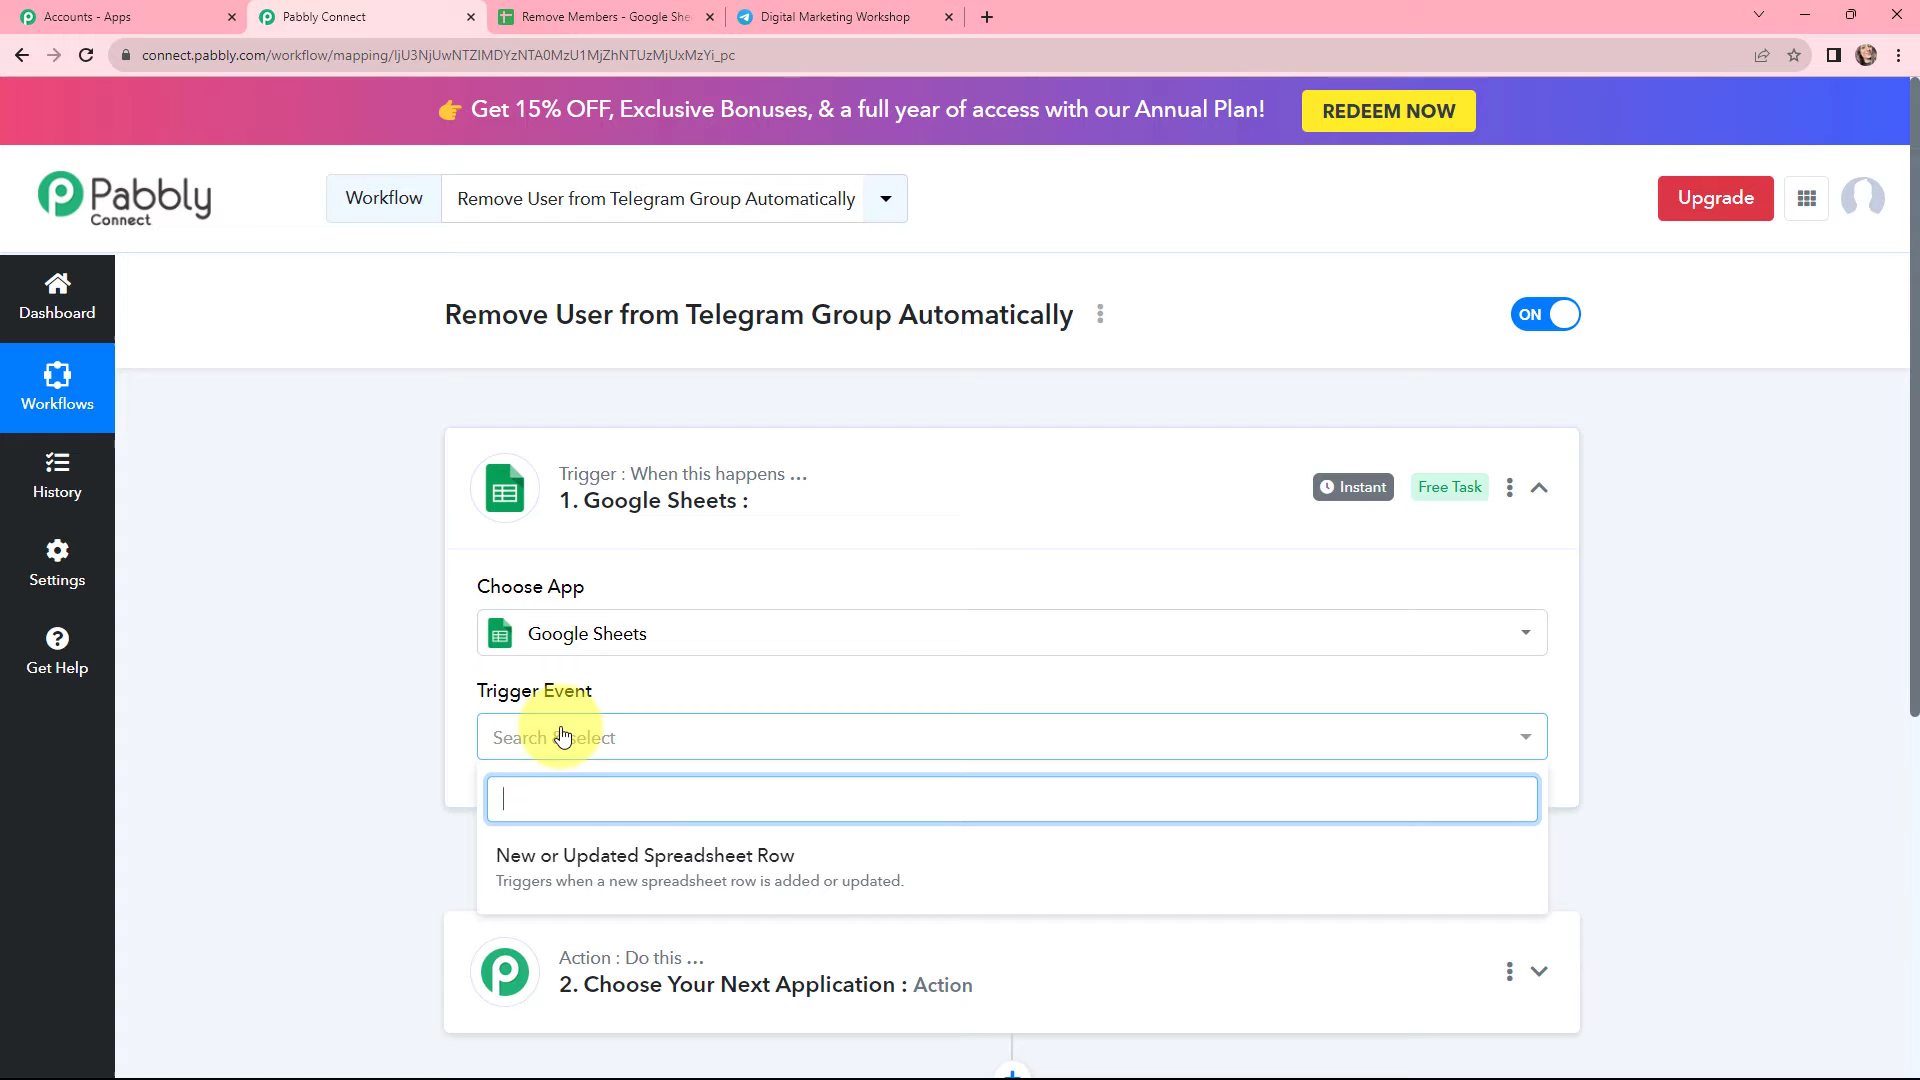 Accounts - Apps
Pabbly Connect
Remove Members - Google She
Digital Marketing Workshop
connect.pabbly.com/workflow/mapping/IjU3NjUwNTZlMDYzNTA0MzU1MjZhNTUzMjUxMzYi_pc
👉 Get 15% OFF, Exclusive Bonuses, & a full year of access with our Annual Plan!
REDEEM NOW
Pabbly
Connect
Workflow
Remove User from Telegram Group Automatically
Upgrade
Dashboard
Workflows
History
Settings
Get Help
Remove User from Telegram Group Automatically
ON
Trigger : When this happens ...
1. Google Sheets :
Instant
Free Task
Choose App
Google Sheets
Trigger Event
Search & select
New or Updated Spreadsheet Row
Triggers when a new spreadsheet row is added or updated.
Action : Do this ...
2. Choose Your Next Application : Action